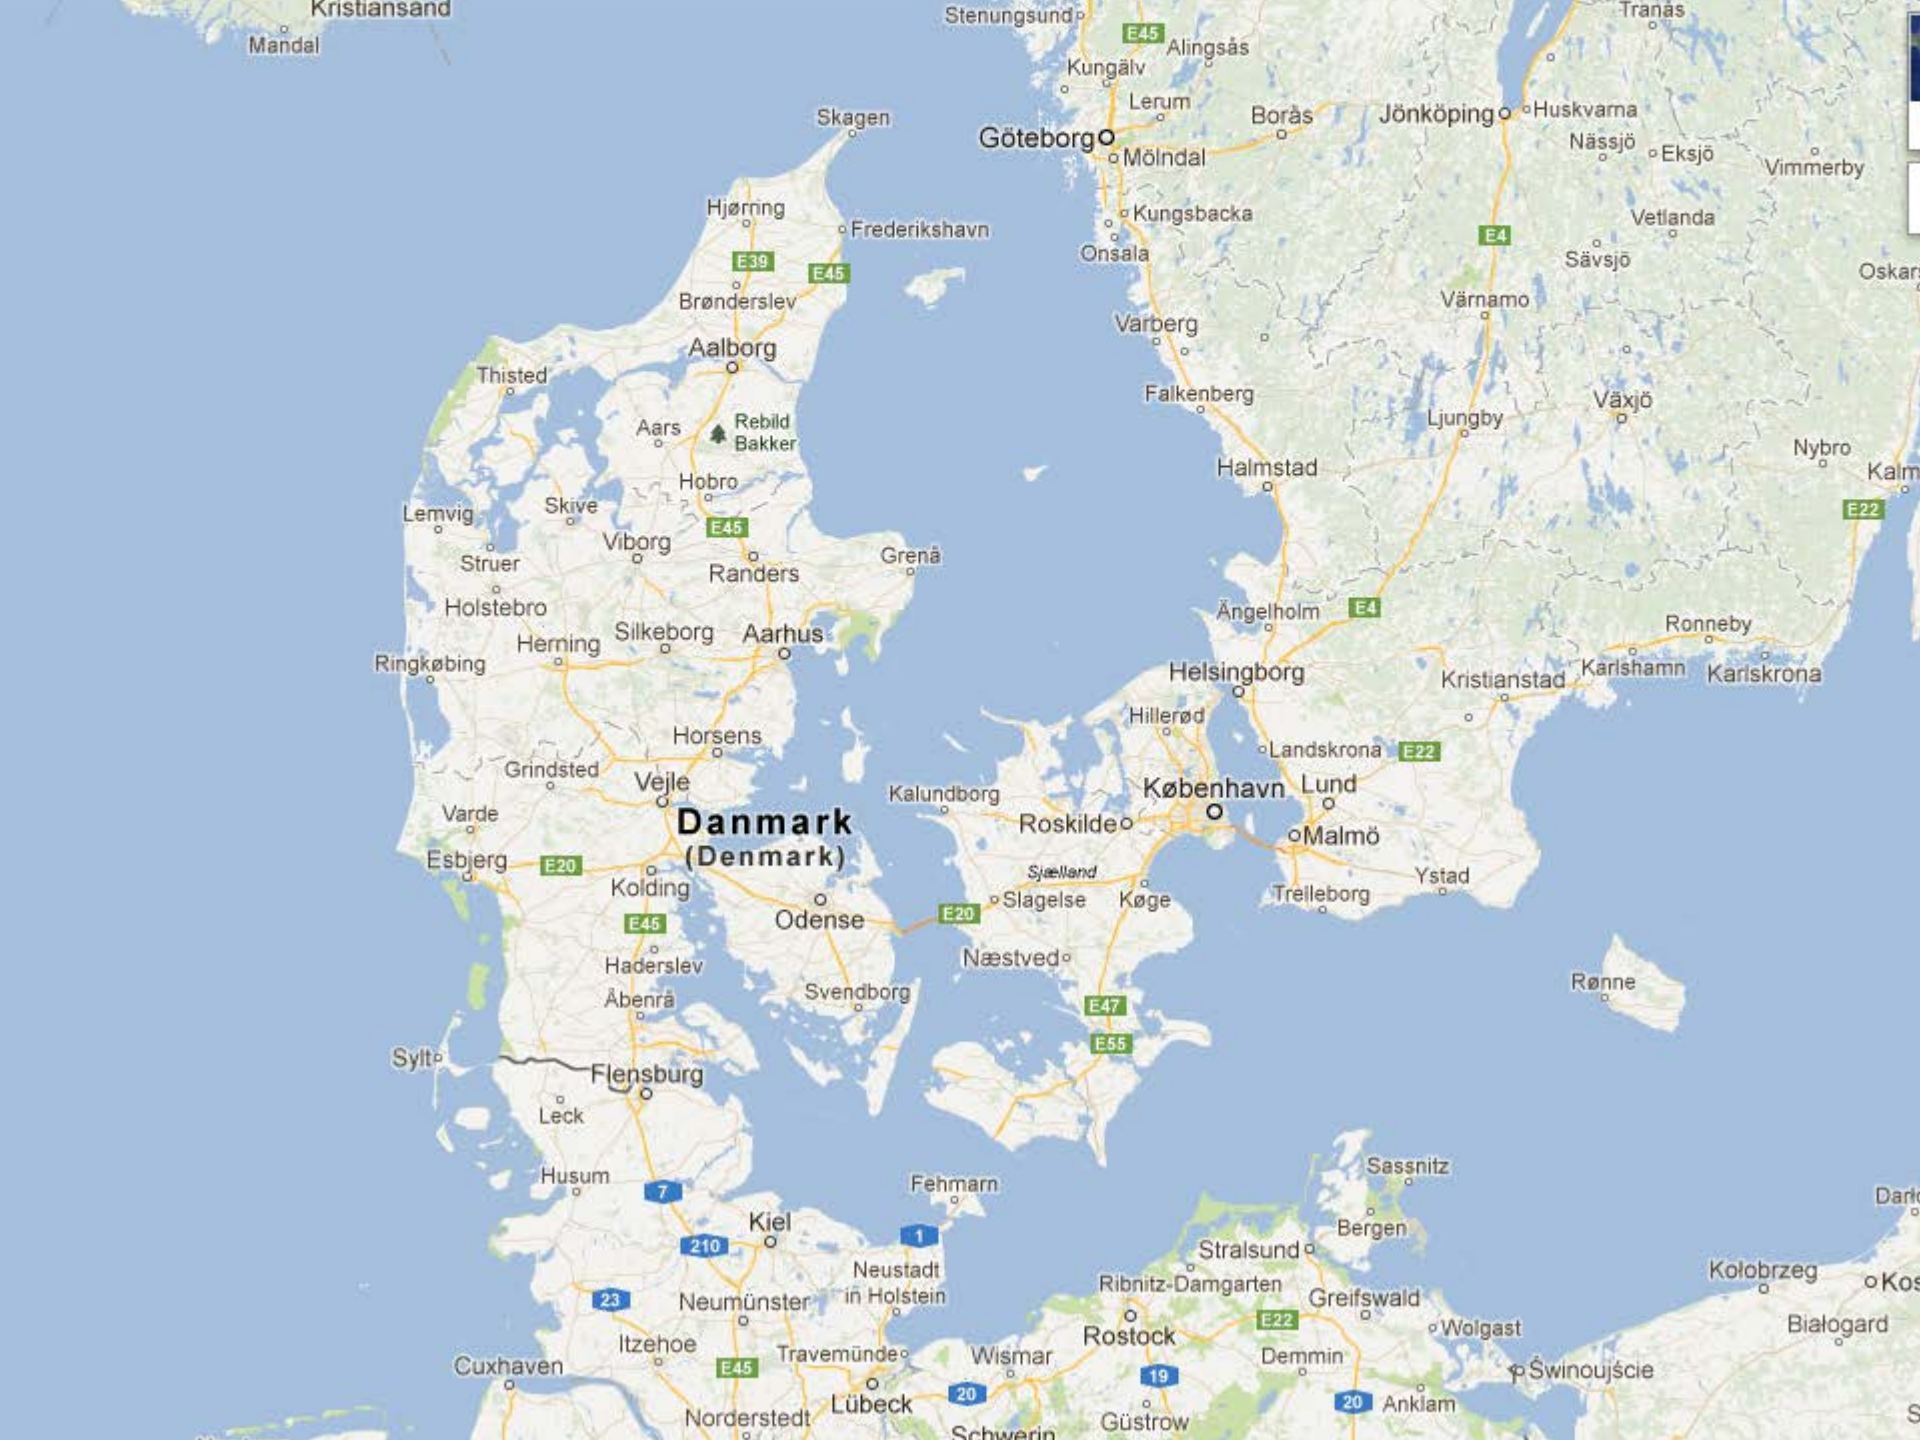 Kristiansand
Mandal
Stenungsund
E45
Alingsås
Kungälv
Lerum
Borås
Jönköping
Huskvarna
Tranås
Nässjö
Eksjö
Vimmerby
Skagen
Göteborg
Mölndal
Hjørring
Frederikshavn
Kungsbacka
Onsala
E4
Vetlanda
Sävsjö
E39
E45
Brønderslev
Värnamo
Varberg
Aalborg
Thisted
Falkenberg
Växjö
Ljungby
Aars
Rebild
Bakker
Nybro
Halmstad
Hobro
Lemvig
Skive
E45
E22
Viborg
Struer
Randers
Grenå
Holstebro
Ängelholm
E4
Ronneby
Herning
Silkeborg
Aarhus
Ringkøbing
Helsingborg
Kristianstad
Karlshamn
Karlskrona
Hillerød
Horsens
Landskrona
E22
Grindsted
Vejle
Kalundborg
København
Lund
Varde
Danmark
(Denmark)
Roskilde
Malmö
Esbjerg
E20
Kolding
Sjælland
Slagelse
Køge
Trelleborg
Ystad
E45
Odense
E20
Haderslev
Næstved
Åbenrå
Svendborg
E47
Rønne
E55
Sylt
Flensburg
Leck
Husum
7
Fehmarn
Sassnitz
Kiel
210
1
Bergen
Stralsund
Neustadt
in Holstein
Ribnitz-Damgarten
Greifswald
Kołobrzeg
23
Neumünster
E22
Rostock
Wolgast
Białogard
Itzehoe
Travemünde
Wismar
Demmin
Cuxhaven
E45
19
Świnoujście
Lübeck
20
20
Anklam
Norderstedt
Güstrow
Schwerin